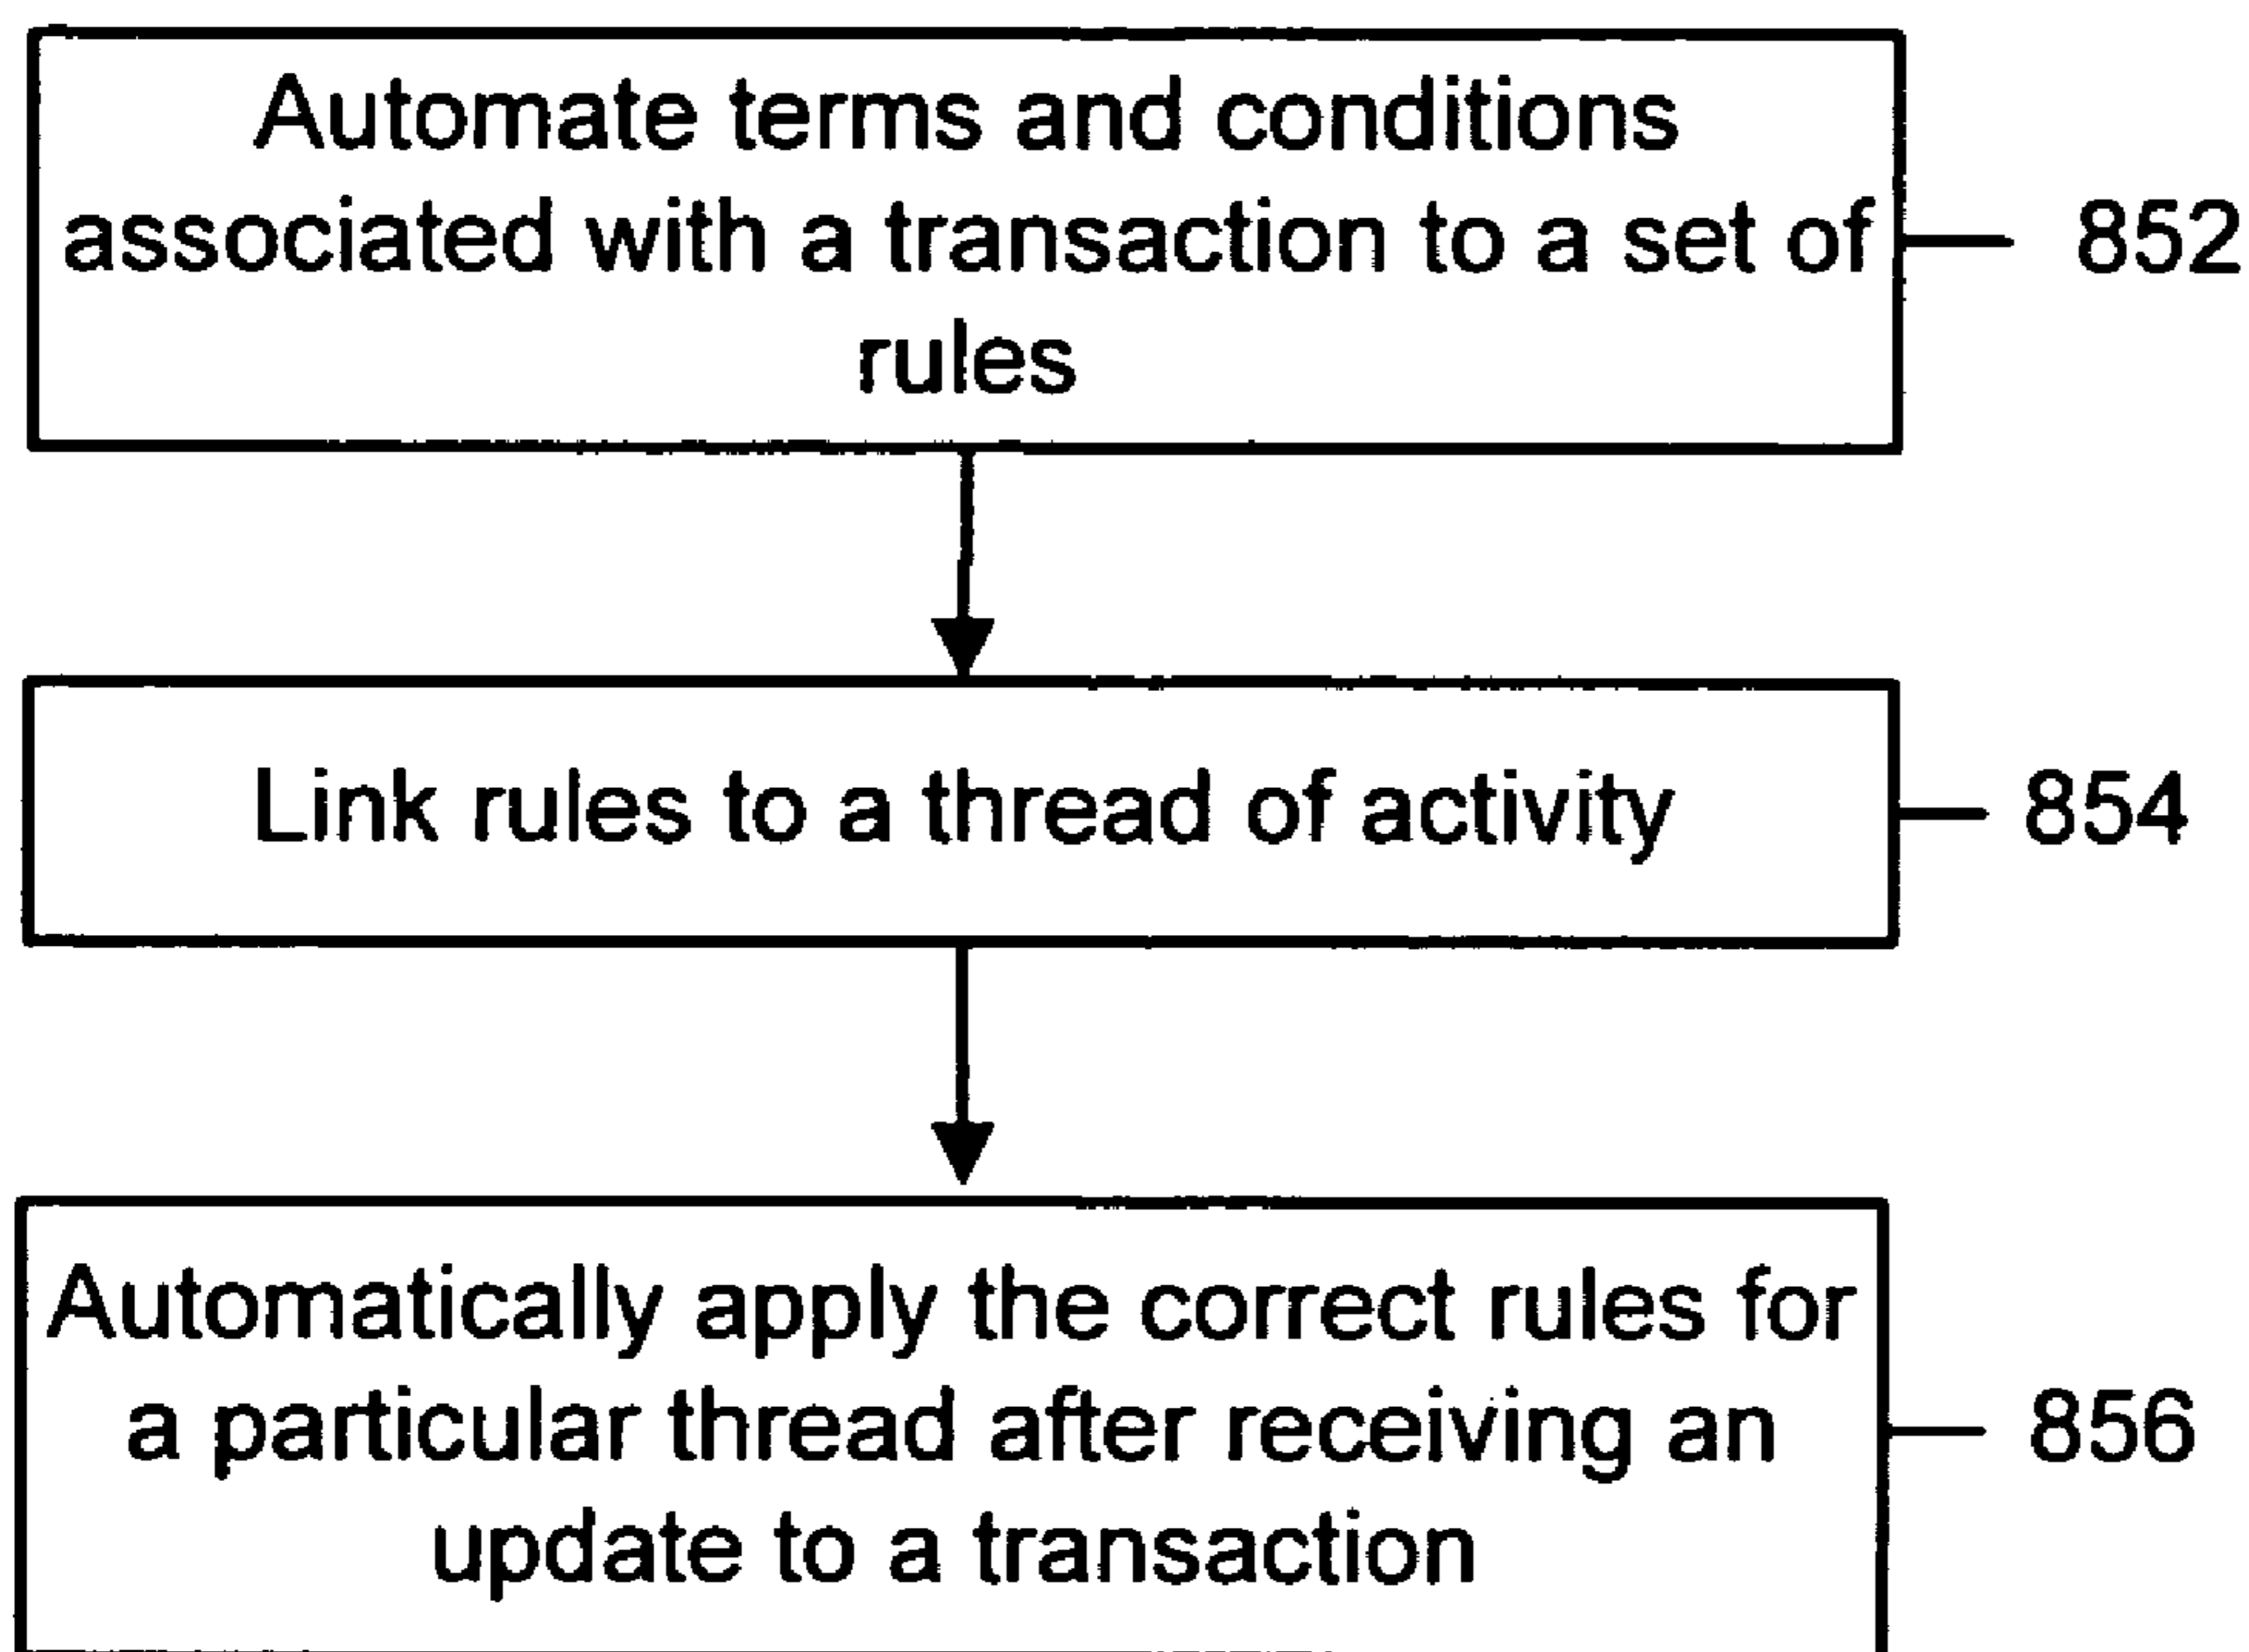 Automate terms and conditions
associated with a transaction to a set of
rules
852
Link rules to a thread of activity
854
Automatically apply the correct rules for
a particular thread after receiving an
update to a transaction
856